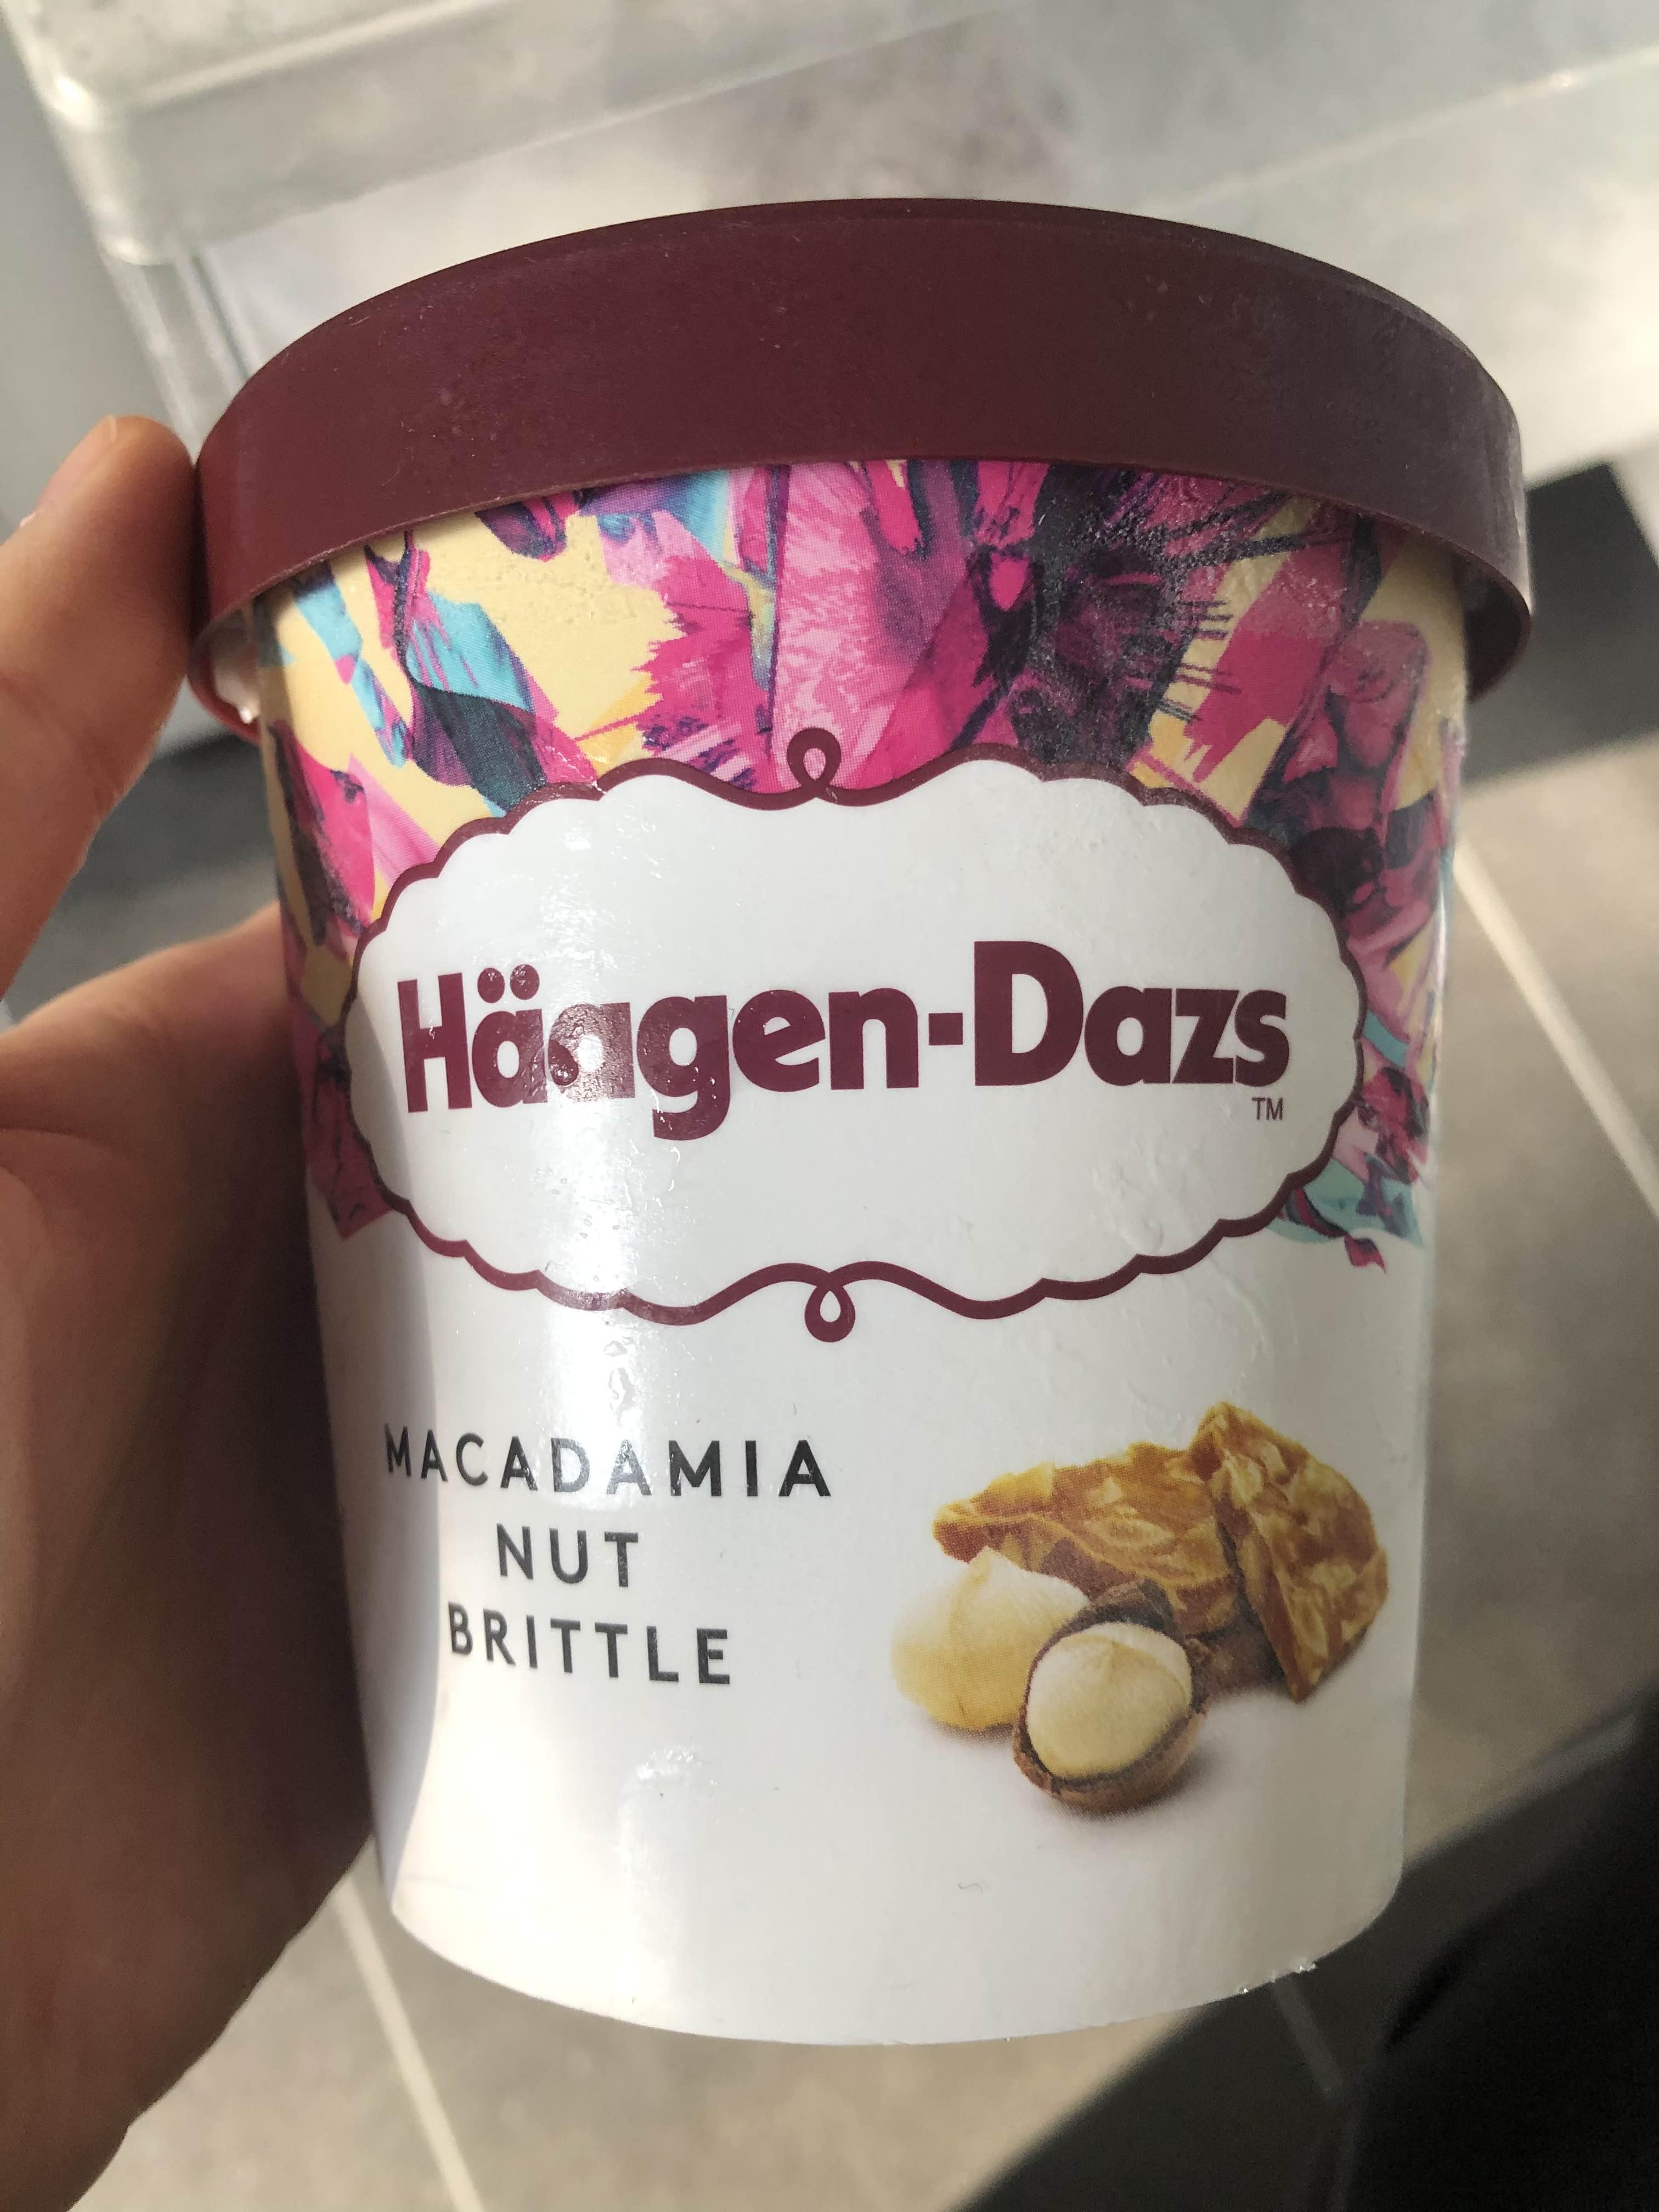 Häagen-Dazs
TM
MACADAMIA
NUT
BRITTLE